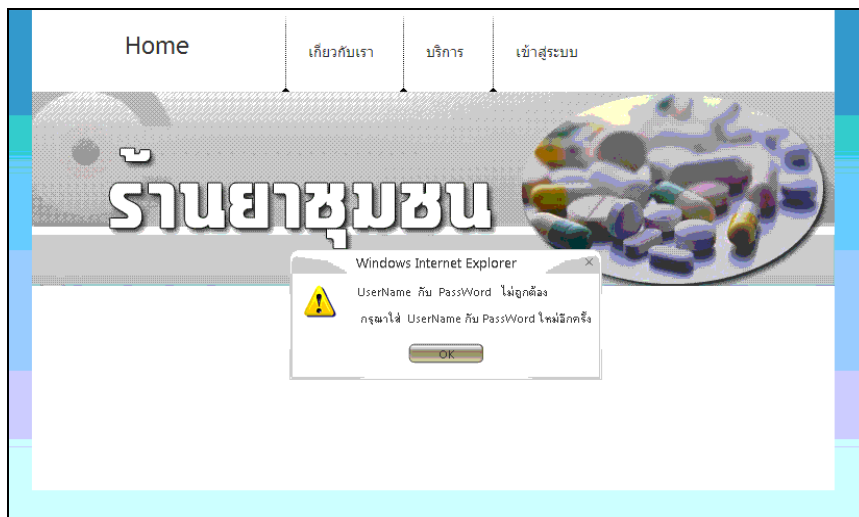 Home
เกี่ยวกับเรา
บริการ
เข้าสู่ระบบ
ร้านยาชุมชน
Windows Internet Explorer
UserName กับ PassWord ไม่ถูกต้อง
กรุณาใส่ UserName กับ PassWord ใหม่อีกครั้ง
OK